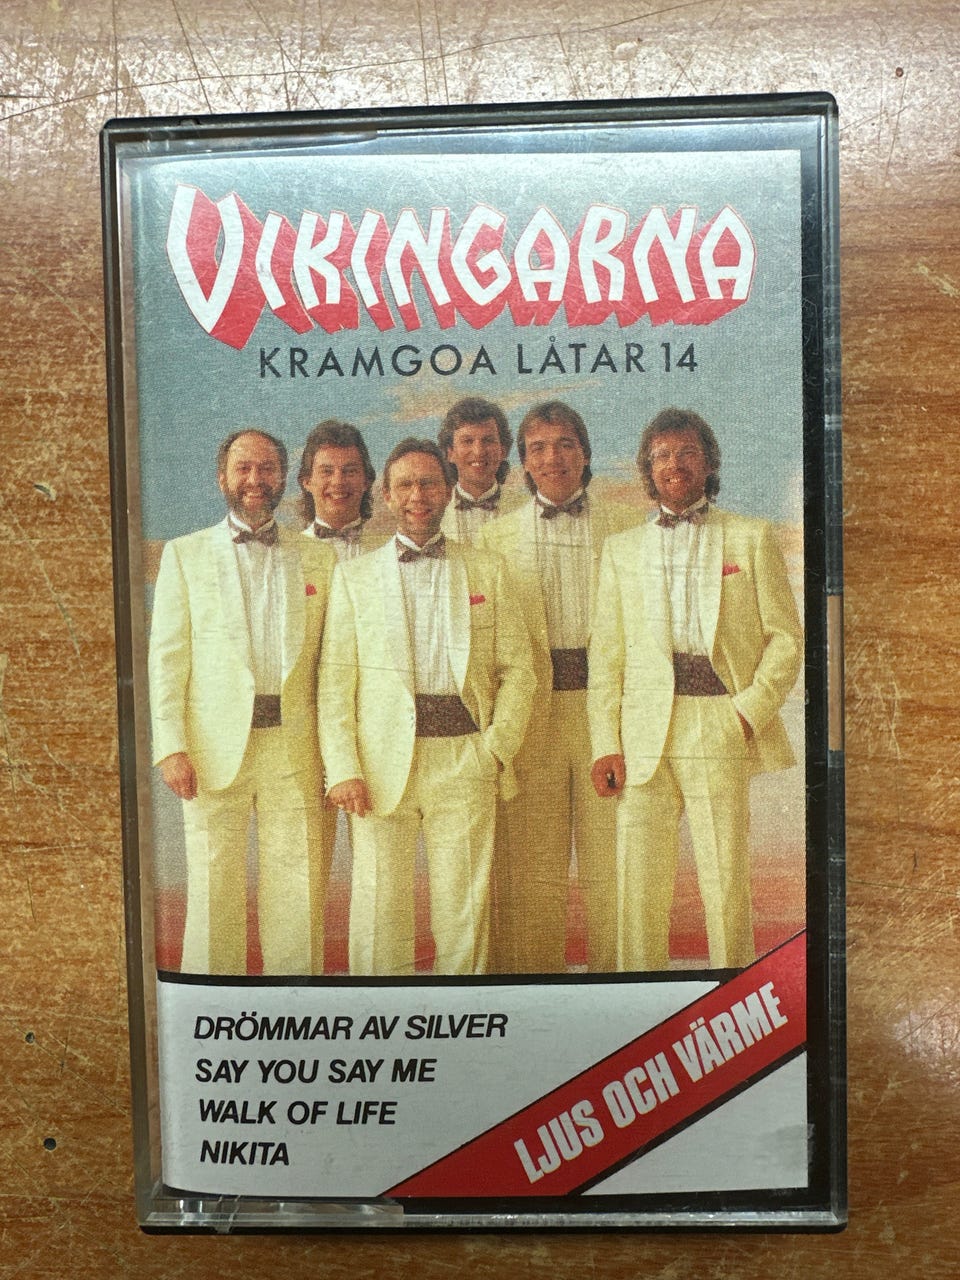 VIKINGARNA
KRAMGOA LÅTAR 14
DRÖMMAR AV SILVER
SAY YOU SAY ME
WALK OF LIFE
NIKITA
LJUS OCH VÄRME